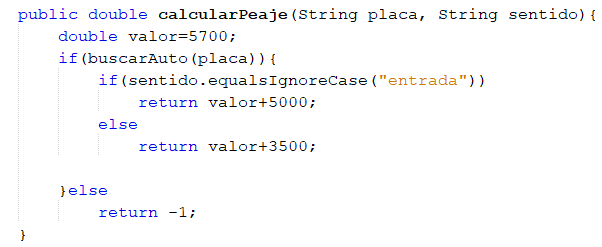 public double calcularPeaje(String placa, String sentido){
    double valor=5700;
    if(buscarAuto(placa)){
        if(sentido.equalsIgnoreCase("entrada"))
            return valor+5000;
        else
            return valor+3500;

    }else
        return -1;
}